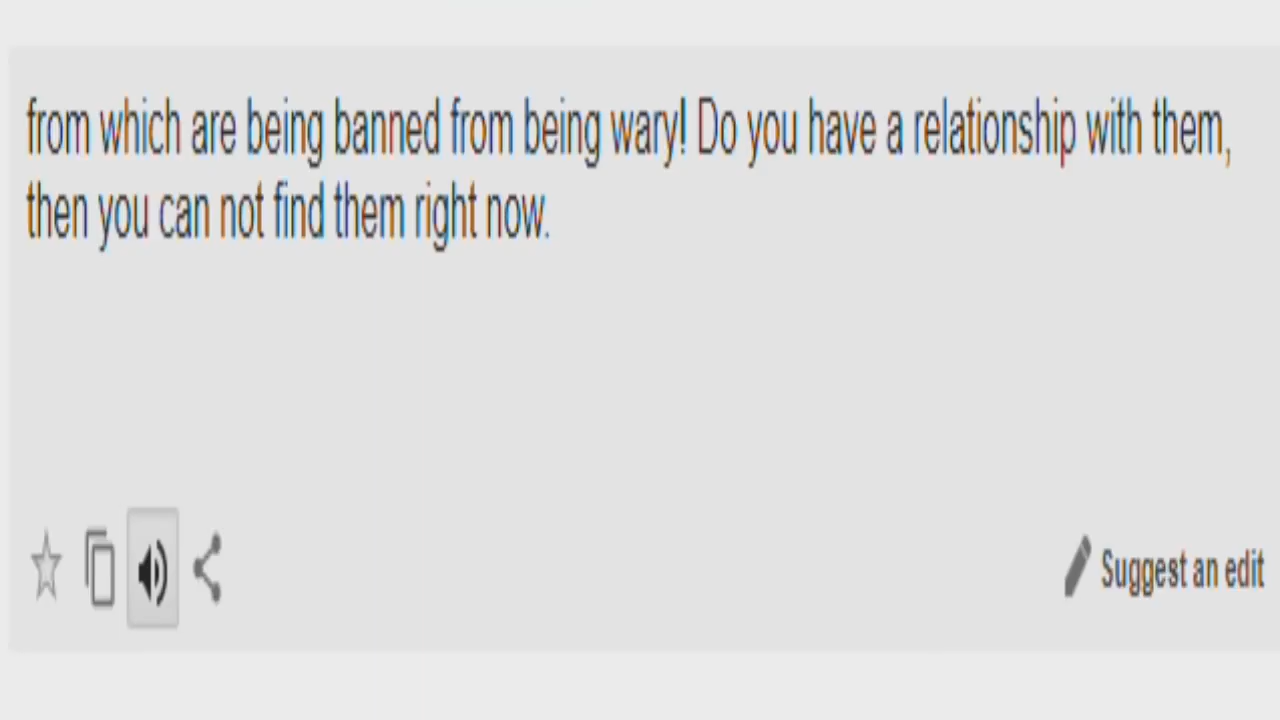 from which are being banned from being wary! Do you have a relationship with them,
then you can not find them right now.
Suggest an edit